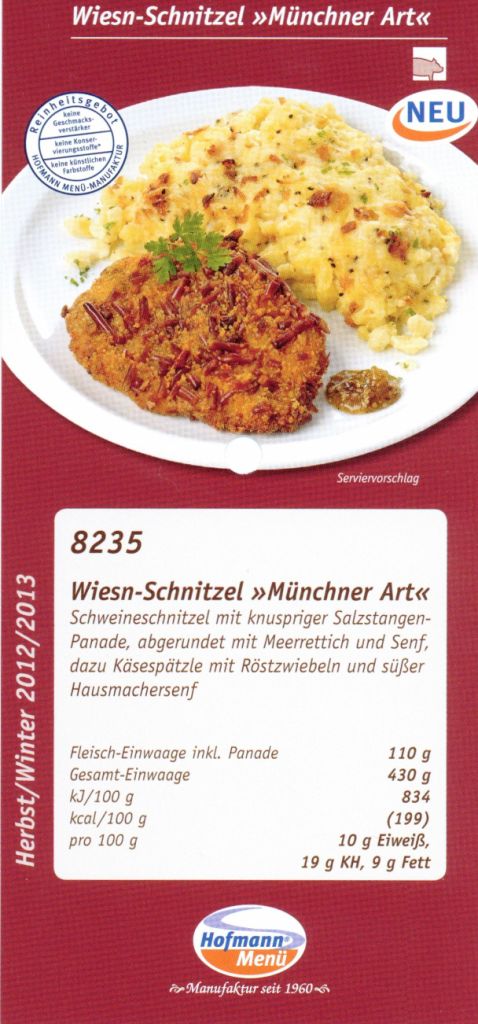 Wiesn-Schnitzel »Münchner Art«
NEU
Reinheitsgebot
keine
Geschmacks-
verstärker
keine Konser-
vierungsstoffe*
keine künstlichen
Farbstoffe
HOFMANN MENÜ-MANUFAKTUR
Serviervorschlag
Herbst/Winter 2012/2013
8235
Wiesn-Schnitzel »Münchner Art«
Schweineschnitzel mit knuspriger Salzstangen-
Panade, abgerundet mit Meerrettich und Senf,
dazu Käsespätzle mit Röstzwiebeln und süßer
Hausmachersenf
Fleisch-Einwaage inkl. Panade 110 g
Gesamt-Einwaage 430 g
kJ/100 g 834
kcal/100 g (199)
pro 100 g 10 g Eiweiß,
19 g KH, 9 g Fett
Hofmann®
Menü
Manufaktur seit 1960